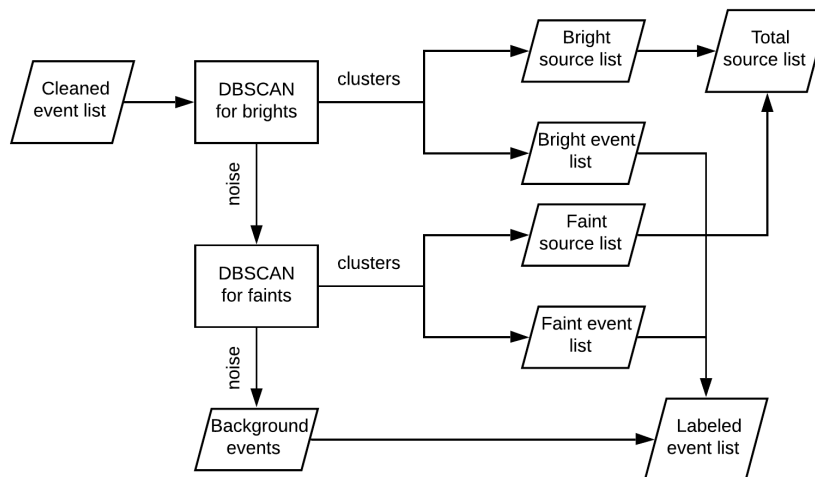 Bright
source list
Total
source list
Cleaned
event list
DBSCAN
for brights
clusters
Bright event
list
noise
Faint
source list
DBSCAN
for faints
clusters
Faint event
list
noise
Background
events
Labeled
event list